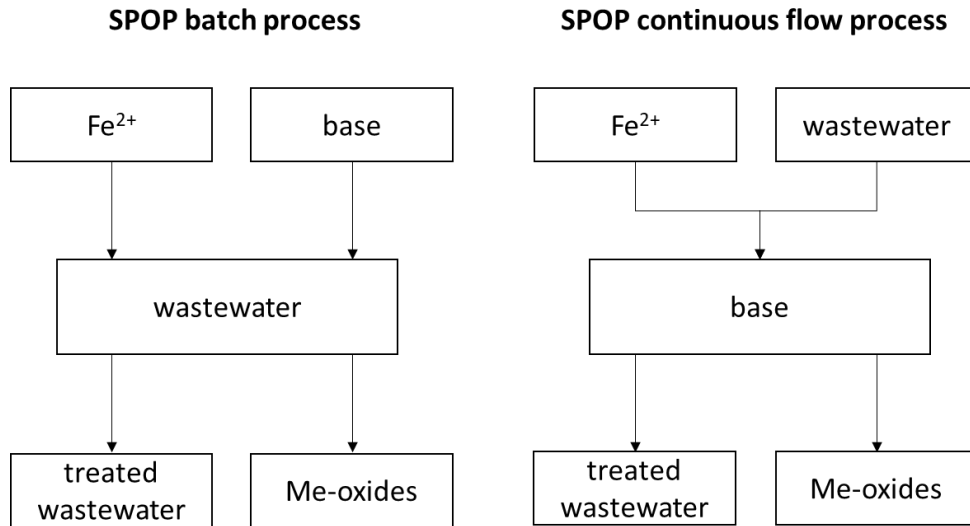 SPOP batch process
Fe²⁺
base
wastewater
treated
wastewater
Me-oxides
SPOP continuous flow process
Fe²⁺
wastewater
base
treated
wastewater
Me-oxides